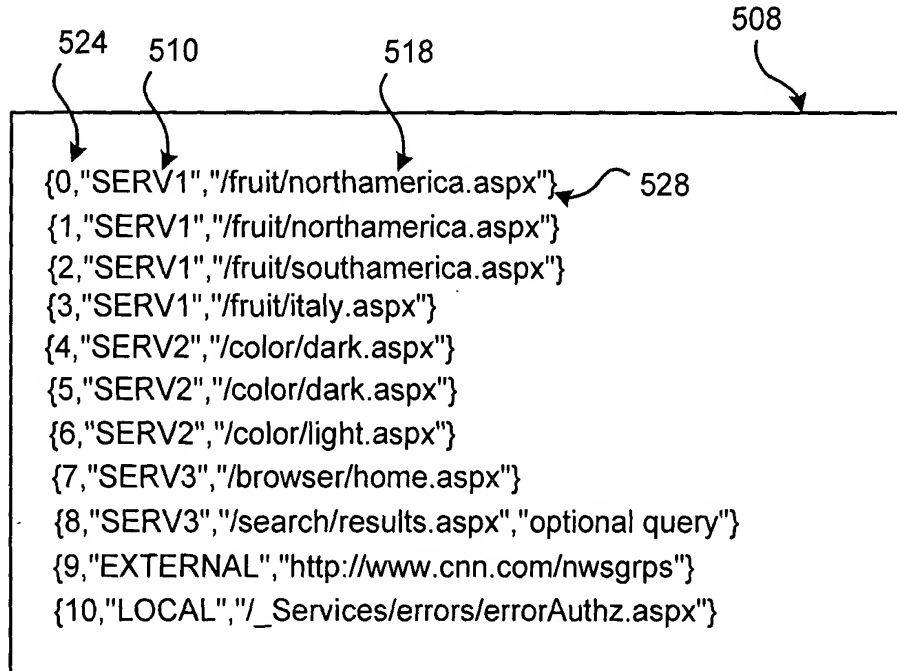 524 510 518 508
{0,"SERV1","/fruit/northamerica.aspx"} 528
{1,"SERV1","/fruit/northamerica.aspx"}
{2,"SERV1","/fruit/southamerica.aspx"}
{3,"SERV1","/fruit/italy.aspx"}
{4,"SERV2","/color/dark.aspx"}
{5,"SERV2","/color/dark.aspx"}
{6,"SERV2","/color/light.aspx"}
{7,"SERV3","/browser/home.aspx"}
{8,"SERV3","/search/results.aspx","optional query"}
{9,"EXTERNAL","http://www.cnn.com/nwsgrps"}
{10,"LOCAL","/_Services/errors/errorAuthz.aspx"}